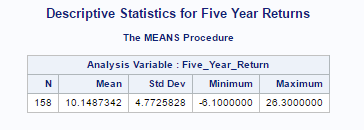 Descriptive Statistics for Five Year Returns
The MEANS Procedure
Analysis Variable : Five_Year_Return
N Mean Std Dev Minimum Maximum
158 10.1487342 4.7725828 -6.1000000 26.3000000